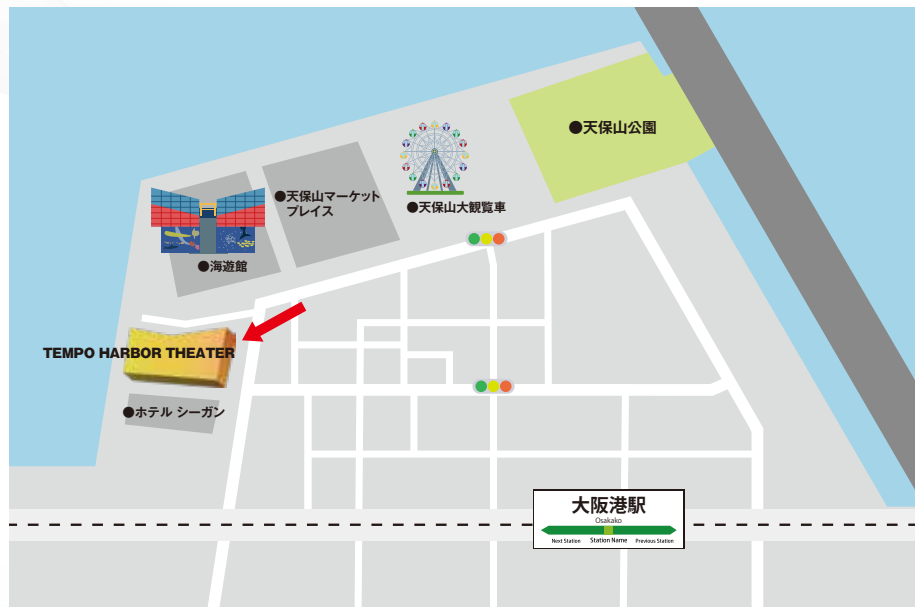 ●天保山公園
●天保山マーケット
プレイス
●天保山大観覧車
●海遊館
TEMPO HARBOR THEATER
●ホテル シーガン
大阪港駅
Osakako
Next Station
Station Name
Previous Station